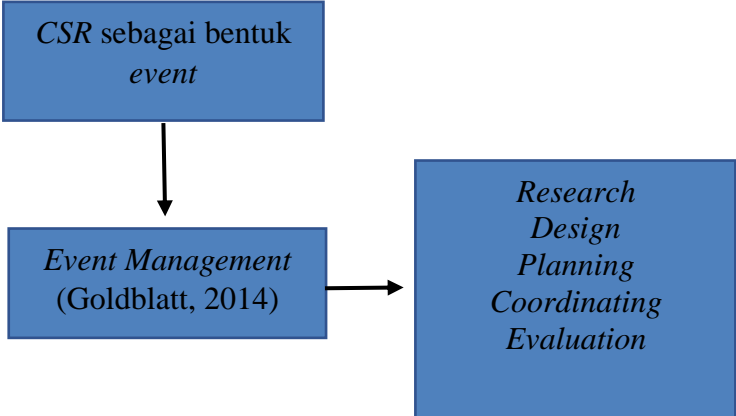 CSR sebagai bentuk
event
Event Management
(Goldblatt, 2014)
Research
Design
Planning
Coordinating
Evaluation